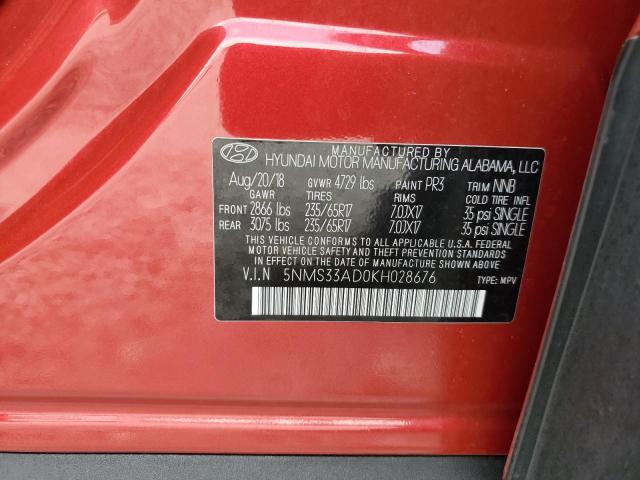 MANUFACTURED BY
HYUNDAI MOTOR MANUFACTURING ALABAMA, LLC
Aug/20/18 GVWR 4729 lbs PAINT PR3 TRIM NNB
GAWR TIRES RIMS COLD TIRE INFL
FRONT 2866 lbs 235/65R17 7.0JX17 35 psi SINGLE
REAR 3075 lbs 235/65R17 7.0JX17 35 psi SINGLE
THIS VEHICLE CONFORMS TO ALL APPLICABLE U.S.A. FEDERAL
MOTOR VEHICLE SAFETY, BUMPER, AND THEFT PREVENTION STANDARDS
IN EFFECT ON THE DATE OF MANUFACTURE SHOWN ABOVE.
V.I.N 5NMS33AD0KH028676
TYPE: MPV